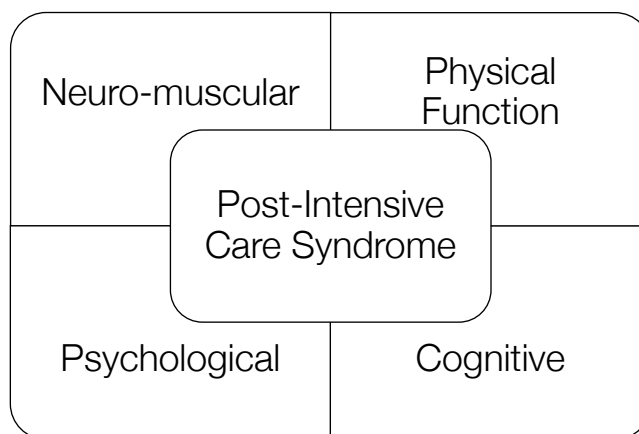 Neuro-muscular
Physical
Function
Post-Intensive
Care Syndrome
Psychological
Cognitive